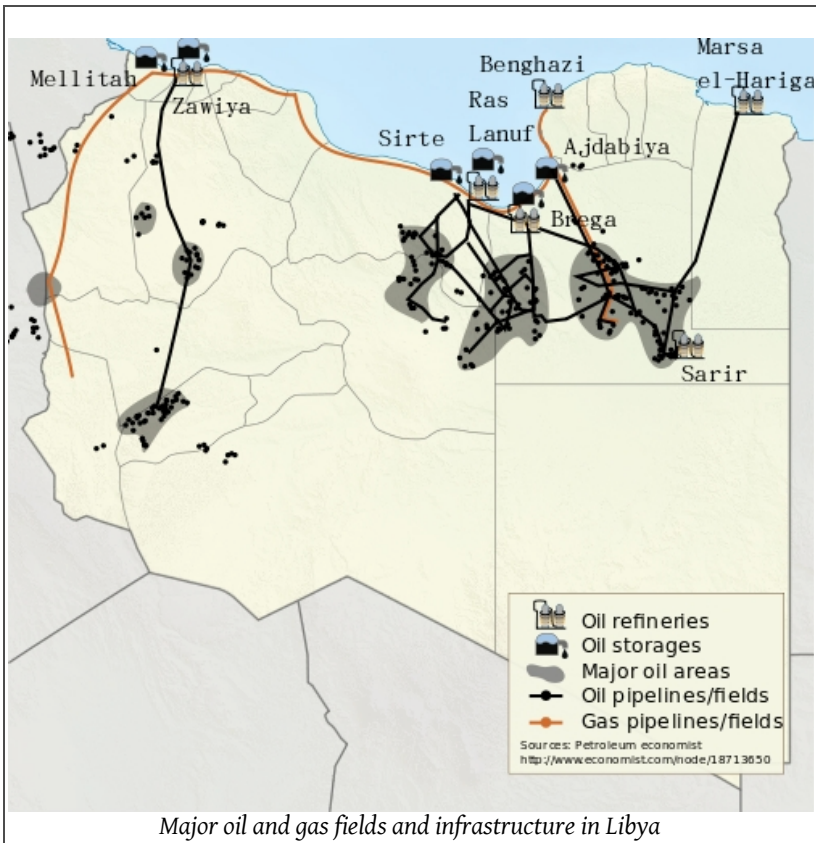 Marsa
el-Hariga
Benghazi
Mellitah
Zawiya
Ras
Lanuf
Sirte
Ajdabiya
Brega
Sarir
Oil refineries
Oil storages
Major oil areas
Oil pipelines/fields
Gas pipelines/fields
Sources: Petroleum economist
http://www.economist.com/node/18713650
Major oil and gas fields and infrastructure in Libya